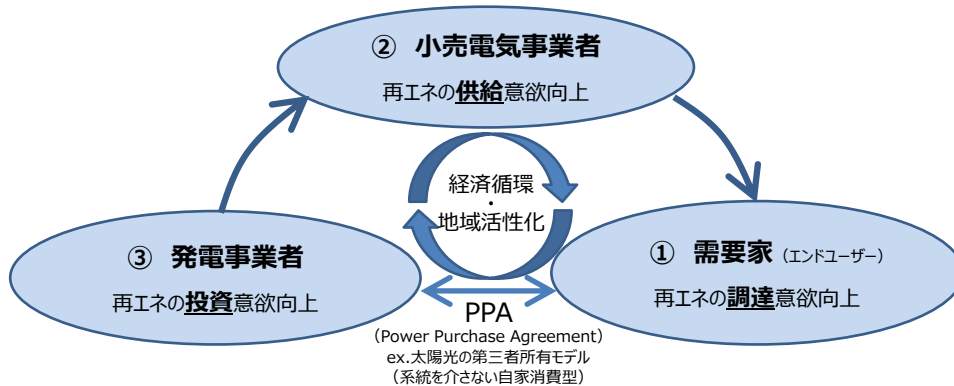 ② 小売電気事業者
再エネの供給意欲向上
経済循環
・
地域活性化
③ 発電事業者
再エネの投資意欲向上
① 需要家 (エンドユーザー)
再エネの調達意欲向上
PPA
(Power Purchase Agreement)
ex.太陽光の第三者所有モデル
(系統を介さない自家消費型)